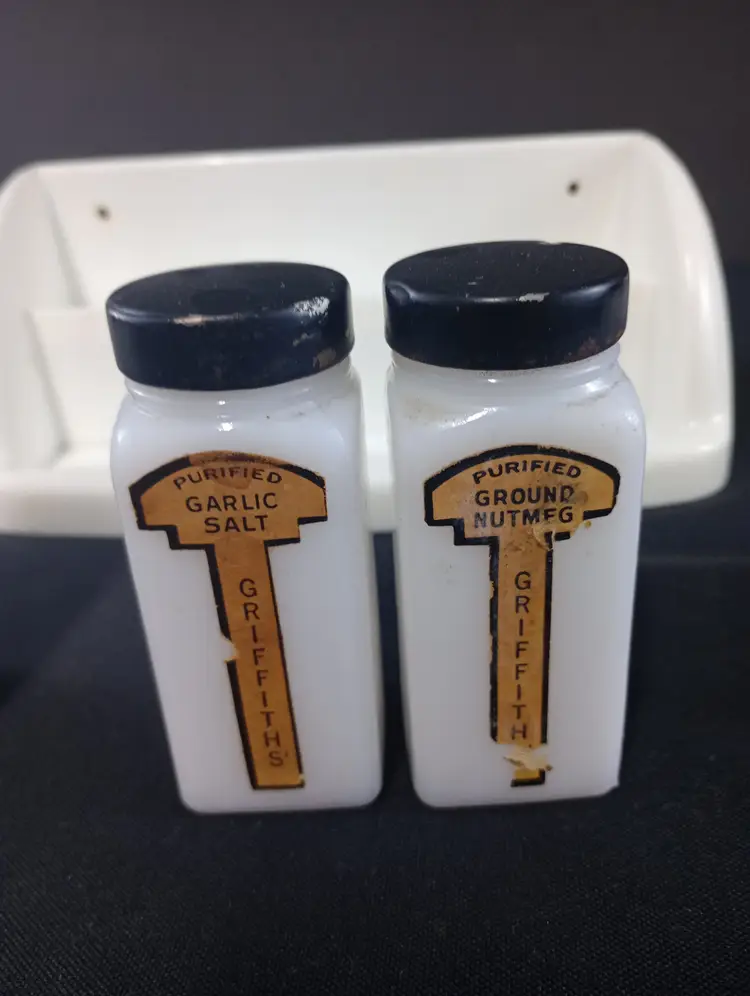 PURIFIED
GARLIC
SALT
GRIFFITHS'
PURIFIED
GROUND
NUTMEG
GRIFFITH